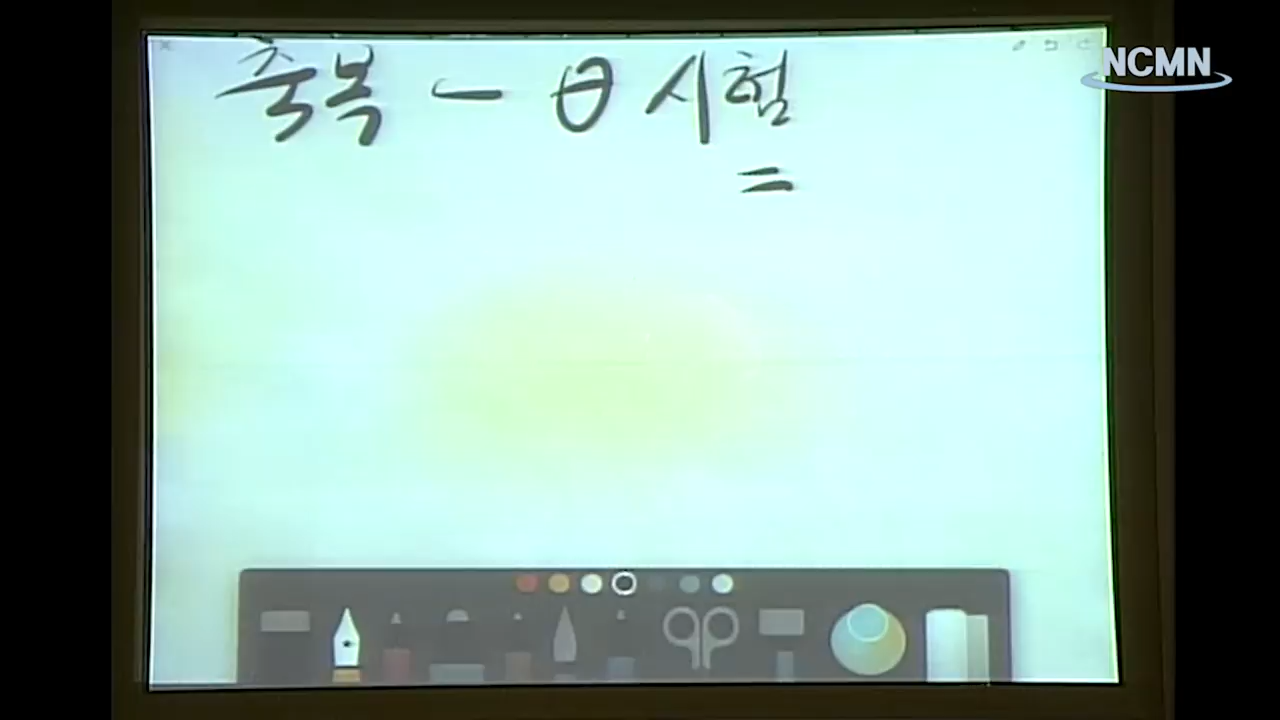 축복 - θ 시험
=
NCMN